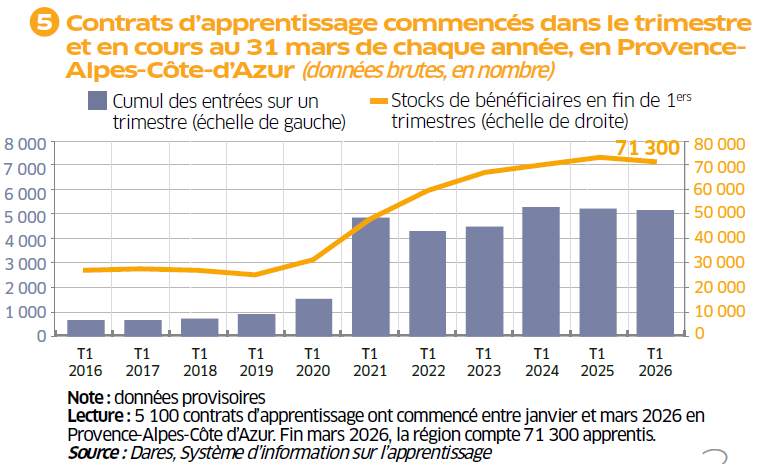 5 Contrats d'apprentissage commencés dans le trimestre
et en cours au 31 mars de chaque année, en Provence-
Alpes-Côte-d'Azur (données brutes, en nombre)
Cumul des entrées sur un
trimestre (échelle de gauche)
Stocks de bénéficiaires en fin de 1ers
trimestres (échelle de droite)
8 000
7 000
6 000
5 000
4 000
3 000
2 000
1 000
0
71 300
80 000
70 000
60 000
50 000
40 000
30 000
20 000
10 000
0
T1 T1 T1 T1 T1 T1 T1 T1 T1 T1 T1
2016 2017 2018 2019 2020 2021 2022 2023 2024 2025 2026
Note : données provisoires
Lecture : 5 100 contrats d'apprentissage ont commencé entre janvier et mars 2026 en
Provence-Alpes-Côte d'Azur. Fin mars 2026, la région compte 71 300 apprentis.
Source : Dares, Système d'information sur l'apprentissage